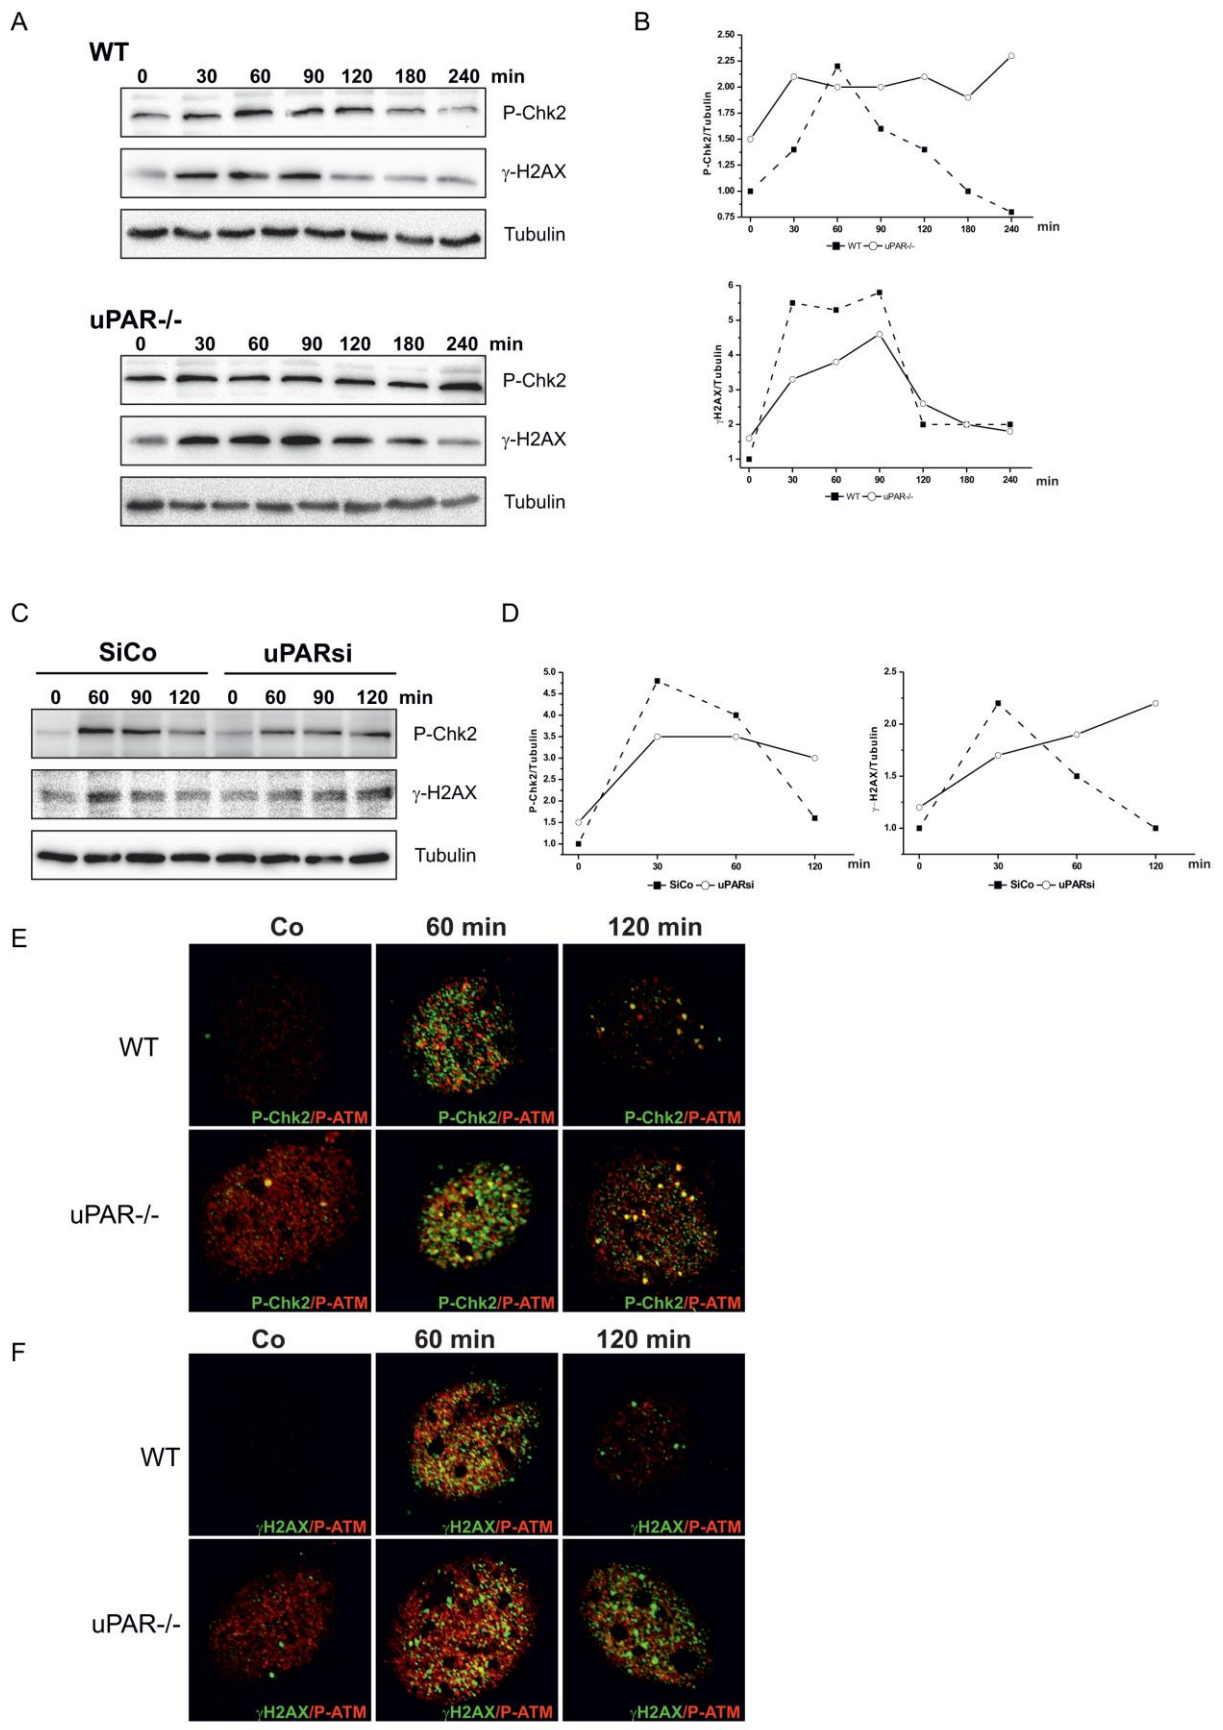 A
WT
0 30 60 90 120 180 240 min
P-Chk2
γ-H2AX
Tubulin
uPAR-/-
0 30 60 90 120 180 240 min
P-Chk2
γ-H2AX
Tubulin
B
2.50
2.25
2.00
1.75
1.50
1.25
1.00
0.75
P-Chk2/Tubulin
0 30 60 90 120 180 240 min
WT uPAR-/-
6
5
4
3
2
1
γH2AX/Tubulin
0 30 60 90 120 180 240 min
WT uPAR-/-
C
SiCo uPARsi
0 60 90 120 0 60 90 120 min
P-Chk2
γ-H2AX
Tubulin
D
5.0
4.5
4.0
3.5
3.0
2.5
2.0
1.5
1.0
P-Chk2/Tubulin
0 30 60 120 min
SiCo uPARsi
2.5
2.0
1.5
1.0
γ-H2AX/Tubulin
0 30 60 120 min
SiCo uPARsi
E
Co 60 min 120 min
WT
P-Chk2/P-ATM P-Chk2/P-ATM P-Chk2/P-ATM
uPAR-/-
P-Chk2/P-ATM P-Chk2/P-ATM P-Chk2/P-ATM
F
Co 60 min 120 min
WT
γH2AX/P-ATM γH2AX/P-ATM γH2AX/P-ATM
uPAR-/-
γH2AX/P-ATM γH2AX/P-ATM γH2AX/P-ATM